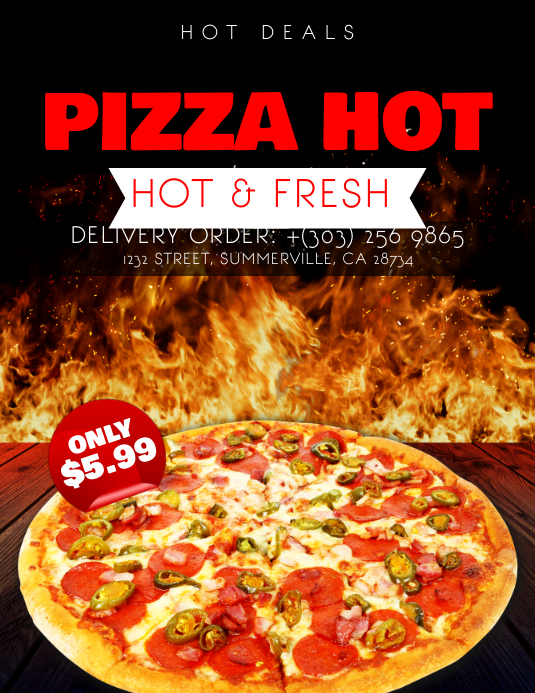 HOT DEALS
PIZZA HOT
HOT & FRESH
DELIVERY ORDER: +(303) 256 9865
1232 STREET, SUMMERVILLE, CA 28734
ONLY
$5.99